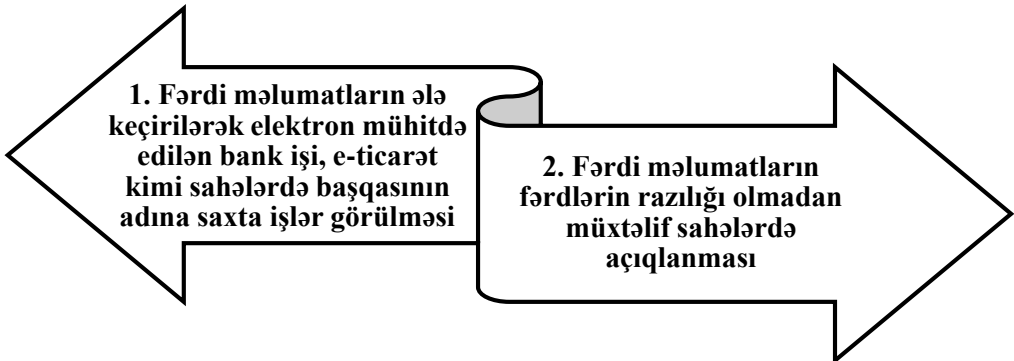 1. Fərdi məlumatların ələ
keçirilərək elektron mühitdə
edilən bank işi, e-ticarət
kimi sahələrdə başqasının
adına saxta işlər görülməsi
2. Fərdi məlumatların
fərdlərin razılığı olmadan
müxtəlif sahələrdə
açıqlanması